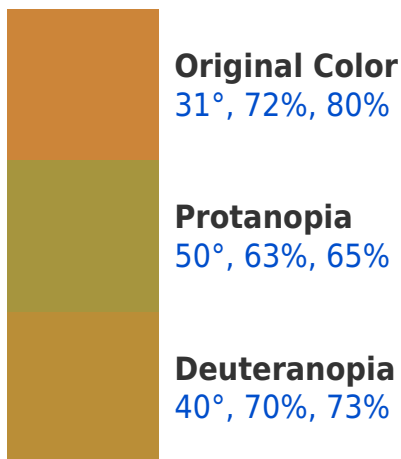 Original Color
31°, 72%, 80%
Protanopia
50°, 63%, 65%
Deuteranopia
40°, 70%, 73%